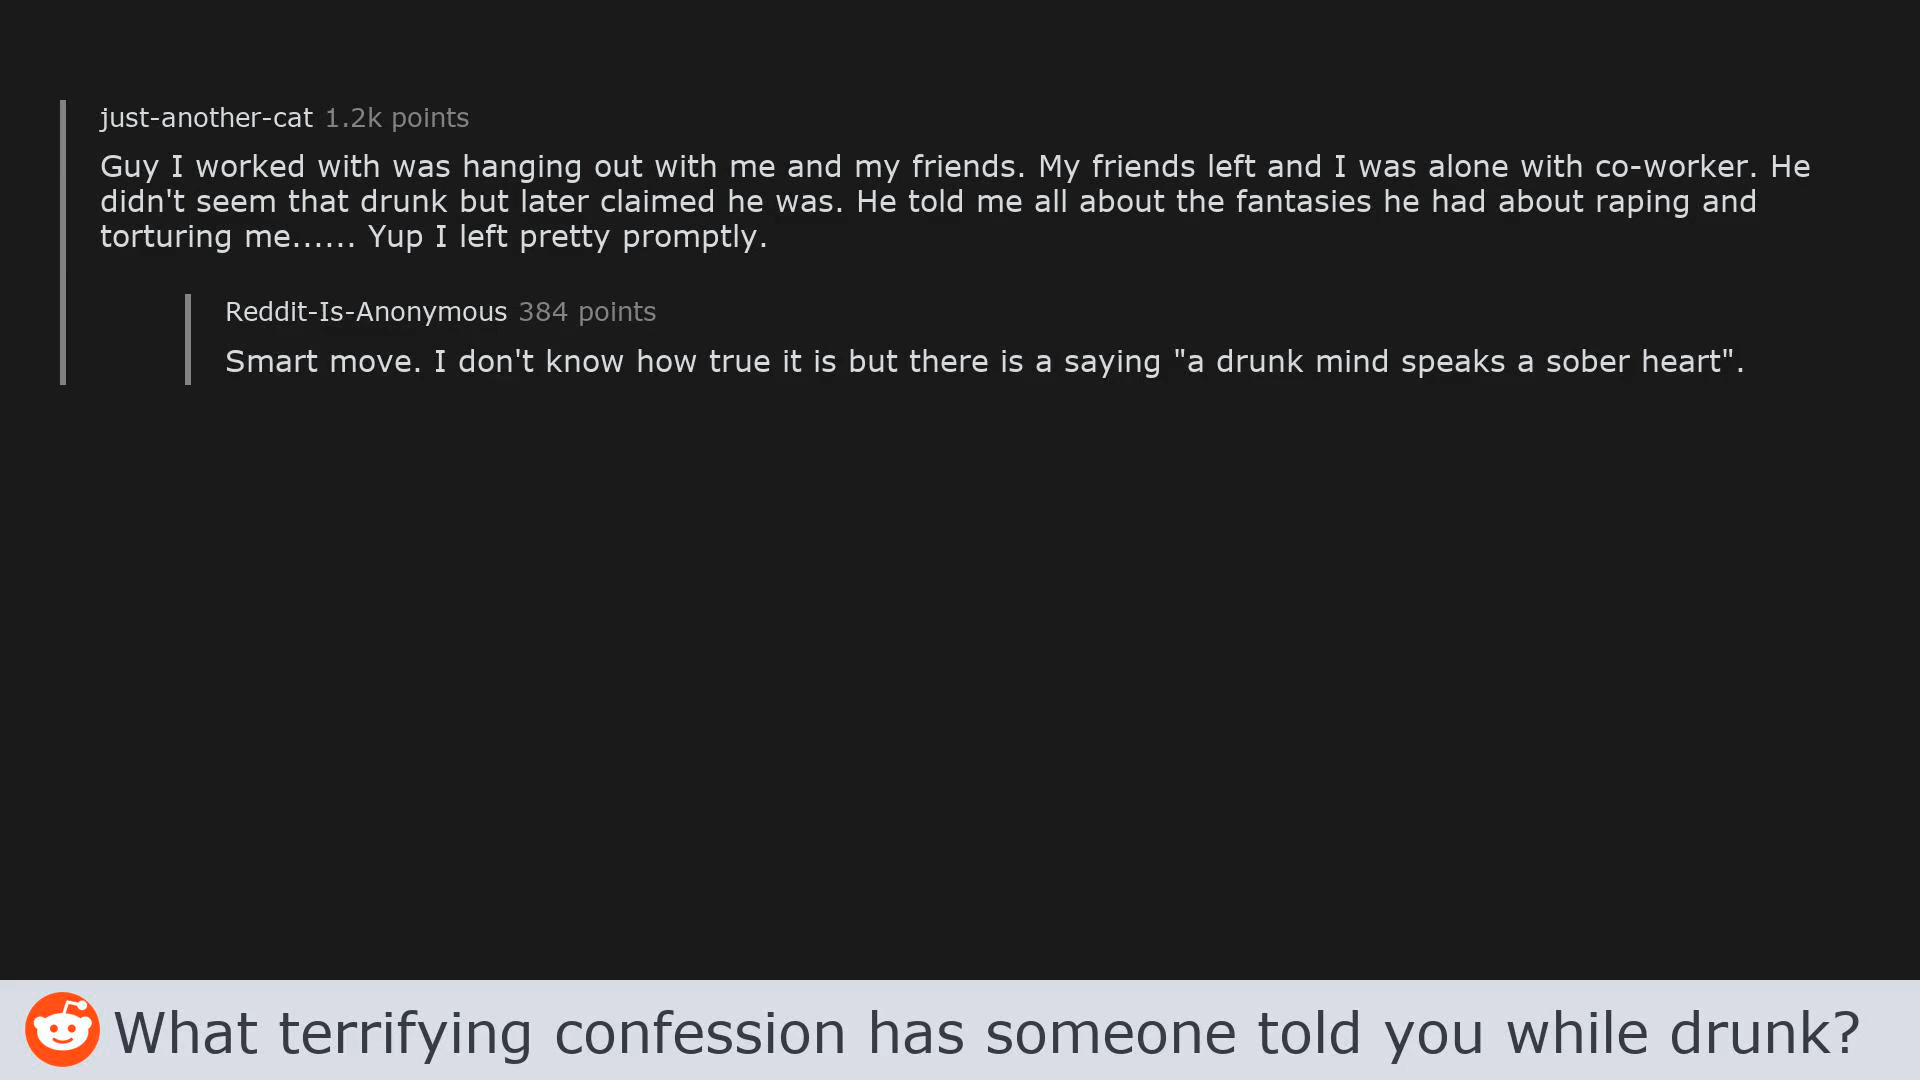 just-another-cat 1.2k points
Guy I worked with was hanging out with me and my friends. My friends left and I was alone with co-worker. He
didn't seem that drunk but later claimed he was. He told me all about the fantasies he had about raping and
torturing me...... Yup I left pretty promptly.
Reddit-Is-Anonymous 384 points
Smart move. I don't know how true it is but there is a saying "a drunk mind speaks a sober heart".
What terrifying confession has someone told you while drunk?